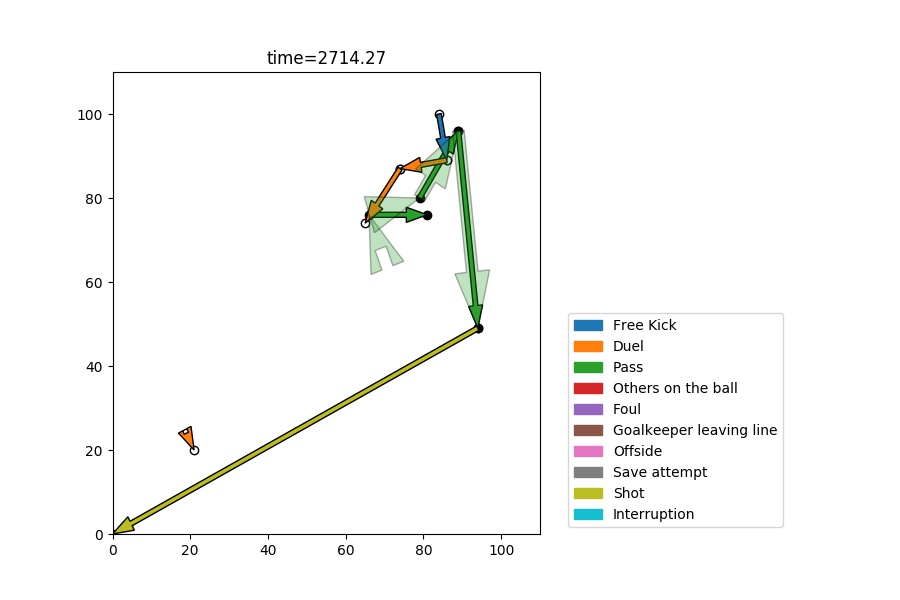 time=2714.27
100
80
60
40
20
0
0 20 40 60 80 100
Free Kick
Duel
Pass
Others on the ball
Foul
Goalkeeper leaving line
Offside
Save attempt
Shot
Interruption